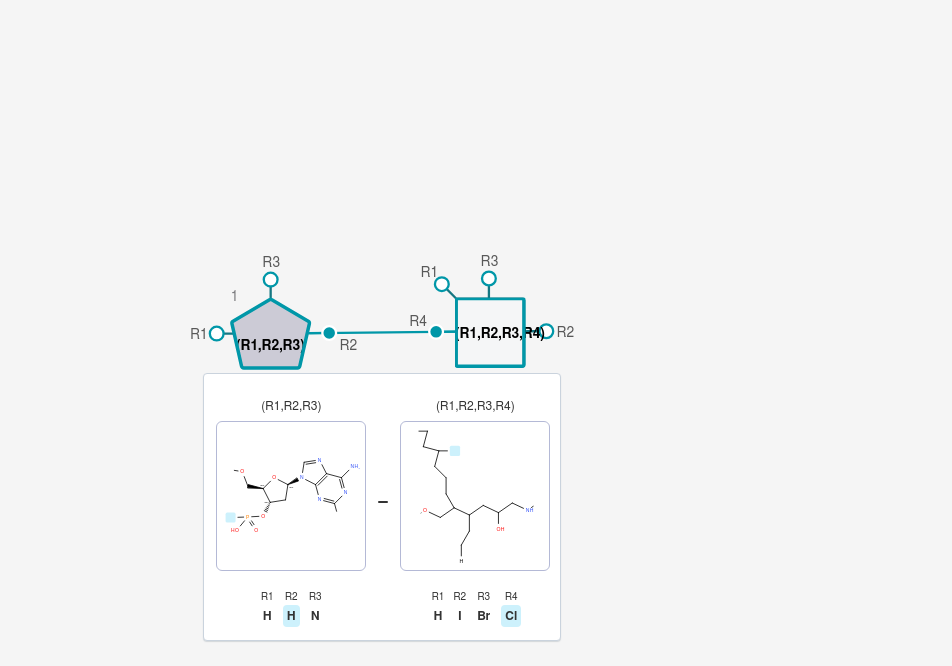 R3
R3
R1
1
R4
R1
R2
(R1,R2,R3)
R2
(R1,R2,R3,R4)
(R1,R2,R3)
(R1,R2,R3,R4)
O
O
N
N
NH
N
N
O
P
O
HO
O
O
NH
OH
H
–
R1 R2 R3
H H N
R1 R2 R3 R4
H I Br Cl